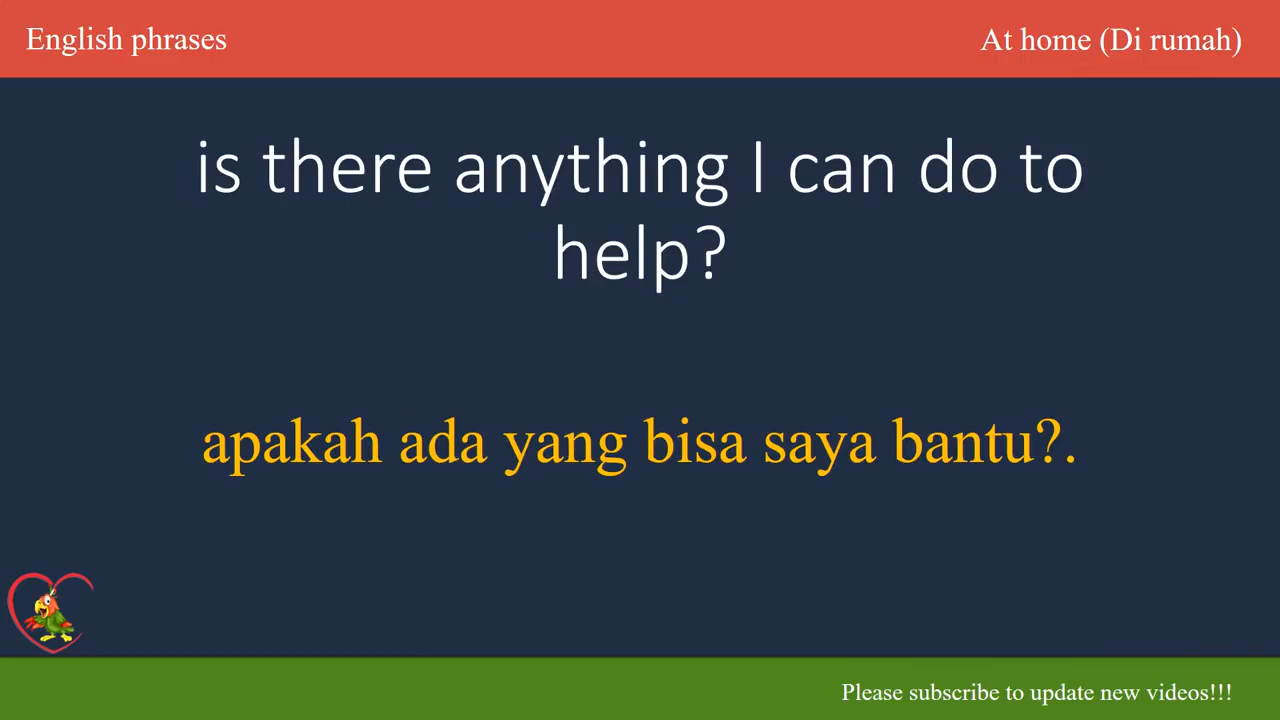 English phrases
At home (Di rumah)
is there anything I can do to
help?
apakah ada yang bisa saya bantu?.
Please subscribe to update new videos!!!